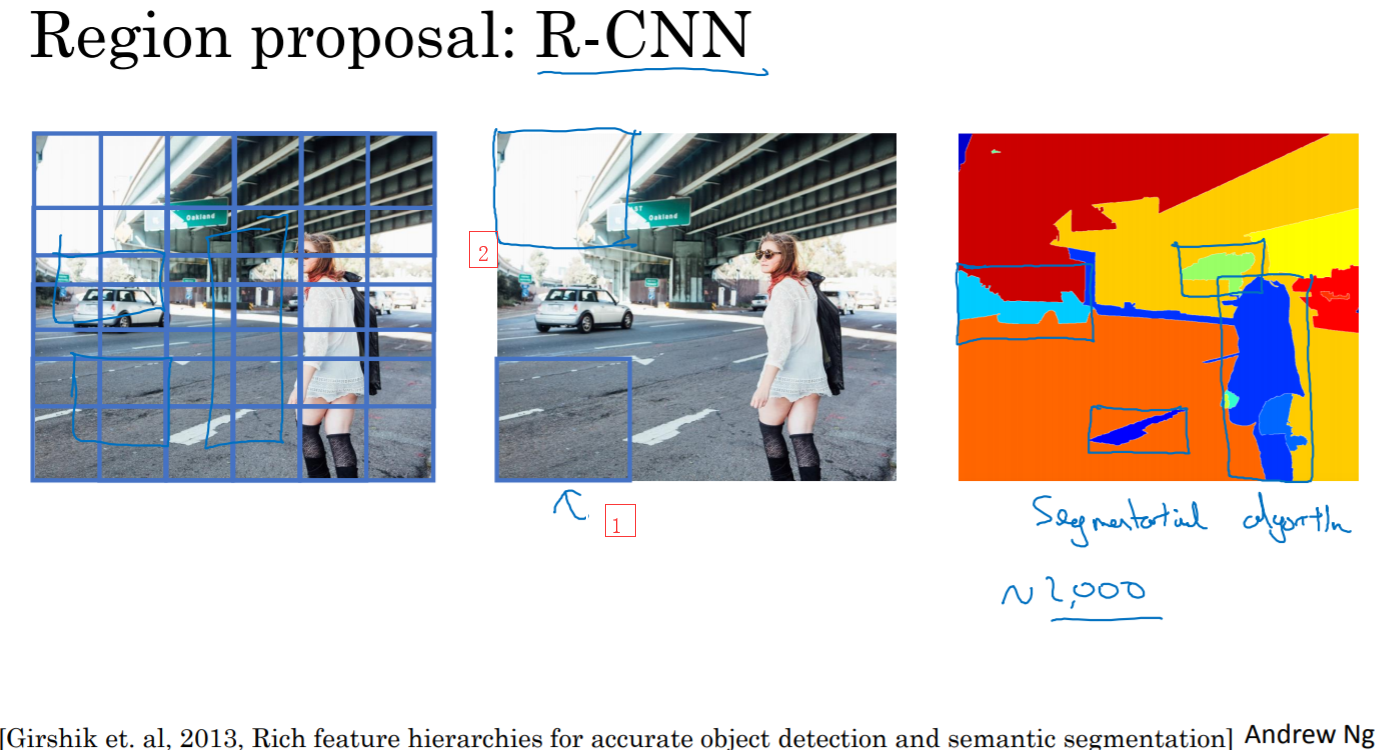 Region proposal: R-CNN
Oakland
ST
Oakland
2
1
Segmentation algorithm
~2,000
[Girshik et. al, 2013, Rich feature hierarchies for accurate object detection and semantic segmentation] Andrew Ng